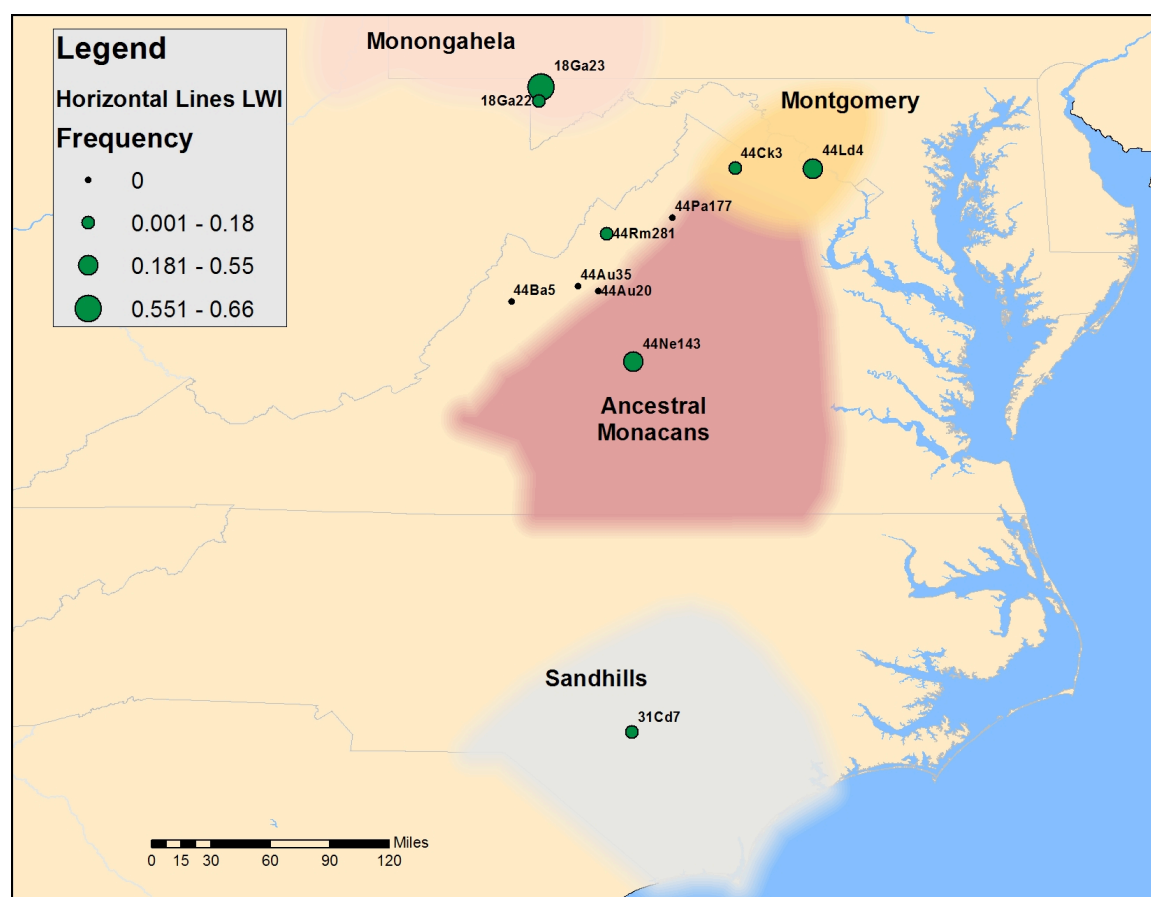 Legend
Horizontal Lines LWI
Frequency
0
0.001 - 0.18
0.181 - 0.55
0.551 - 0.66
Monongahela
18Ga23
18Ga22
Montgomery
44Ck3
44Ld4
44Pa177
44Rm281
44Au35
44Au20
44Ba5
44Ne143
Ancestral
Monacans
Sandhills
31Cd7
Miles
0 15 30 60 90 120